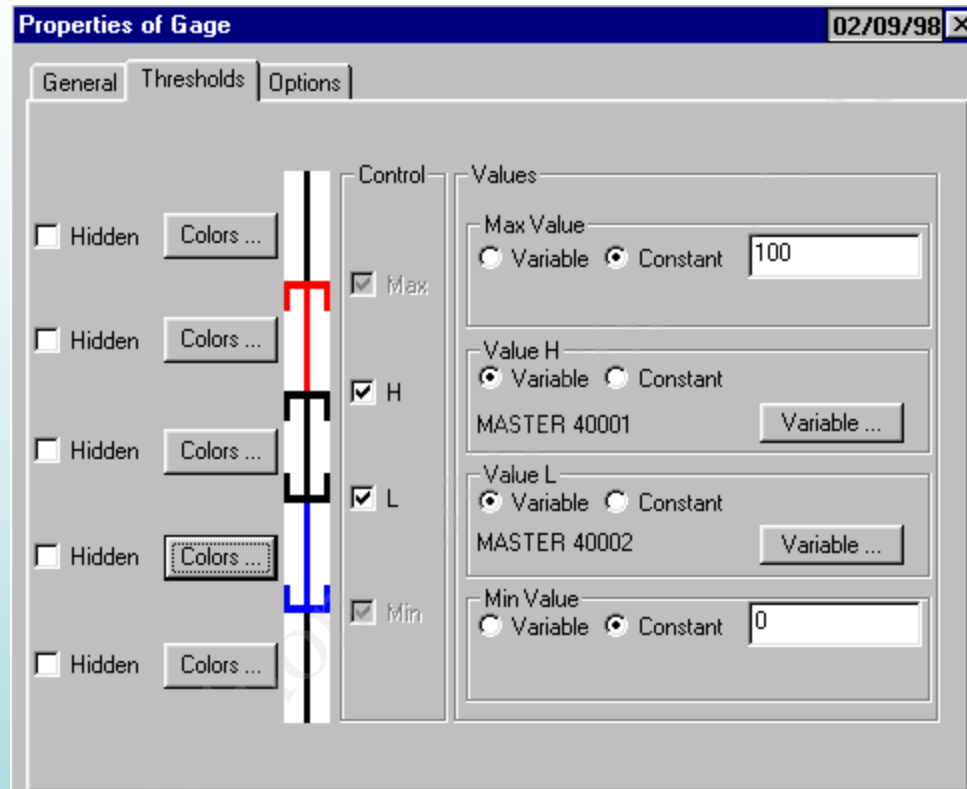 Properties of Gage 02/09/98
General Thresholds Options
Control Values
Hidden Colors ...
Max
Max Value
Variable Constant 100
Hidden Colors ...
H
Value H
Variable Constant
MASTER 40001 Variable ...
Hidden Colors ...
L
Value L
Variable Constant
MASTER 40002 Variable ...
Hidden Colors ...
Min
Min Value
Variable Constant 0
Hidden Colors ...